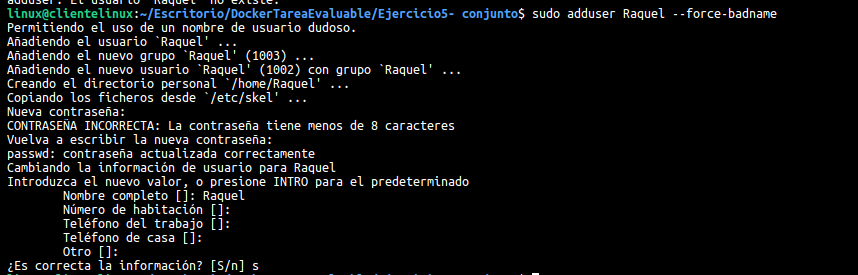 adduser: El usuario `Raquel' no existe.
linux@clientelinux:~/Escritorio/DockerTareaEvaluable/Ejercicio5- conjunto$ sudo adduser Raquel --force-badname
Permitiendo el uso de un nombre de usuario dudoso.
Añadiendo el usuario `Raquel' ...
Añadiendo el nuevo grupo `Raquel' (1003) ...
Añadiendo el nuevo usuario `Raquel' (1002) con grupo `Raquel' ...
Creando el directorio personal `/home/Raquel' ...
Copiando los ficheros desde `/etc/skel' ...
Nueva contraseña:
CONTRASEÑA INCORRECTA: La contraseña tiene menos de 8 caracteres
Vuelva a escribir la nueva contraseña:
passwd: contraseña actualizada correctamente
Cambiando la información de usuario para Raquel
Introduzca el nuevo valor, o presione INTRO para el predeterminado
Nombre completo []: Raquel
Número de habitación []:
Teléfono del trabajo []:
Teléfono de casa []:
Otro []:
¿Es correcta la información? [S/n] s